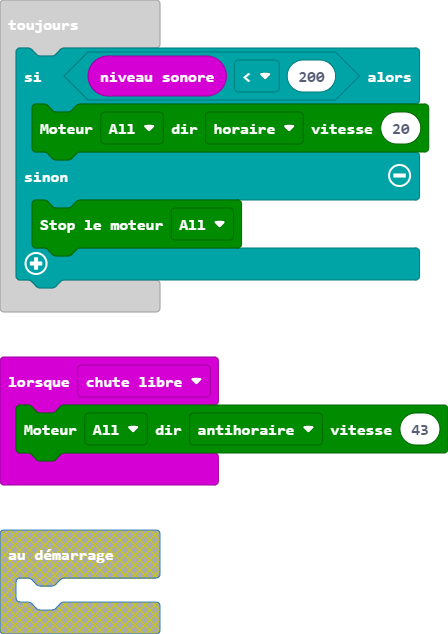 toujours
si niveau sonore < 200 alors
Moteur All dir horaire vitesse 20
sinon
Stop le moteur All
lorsque chute libre
Moteur All dir antihoraire vitesse 43
au démarrage